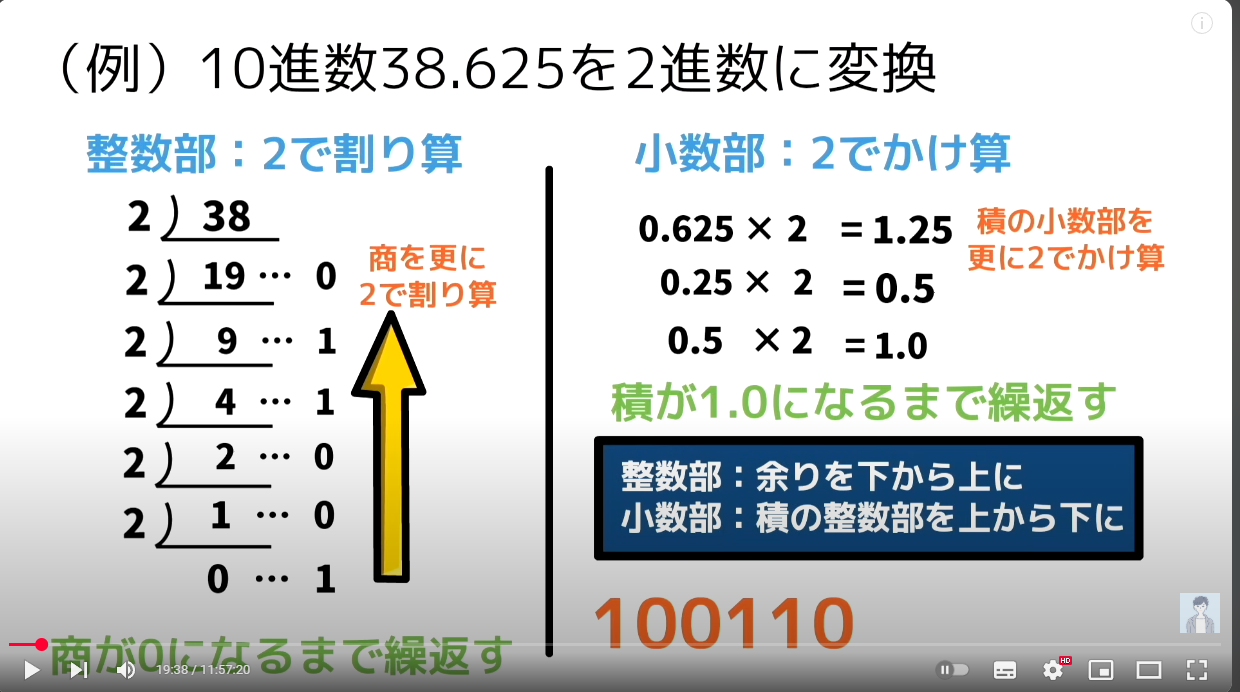 （例）10進数38.625を2進数に変換
整数部：2で割り算
2 ) 38
2 ) 19 … 0
2 ) 9 … 1
2 ) 4 … 1
2 ) 2 … 0
2 ) 1 … 0
0 … 1
商を更に
2で割り算
商が0になるまで繰返す
小数部：2でかけ算
0.625 × 2 = 1.25
0.25 × 2 = 0.5
0.5 × 2 = 1.0
積の小数部を
更に2でかけ算
積が1.0になるまで繰返す
整数部：余りを下から上に
小数部：積の整数部を上から下に
100110
19:38 / 11:57:20
HD